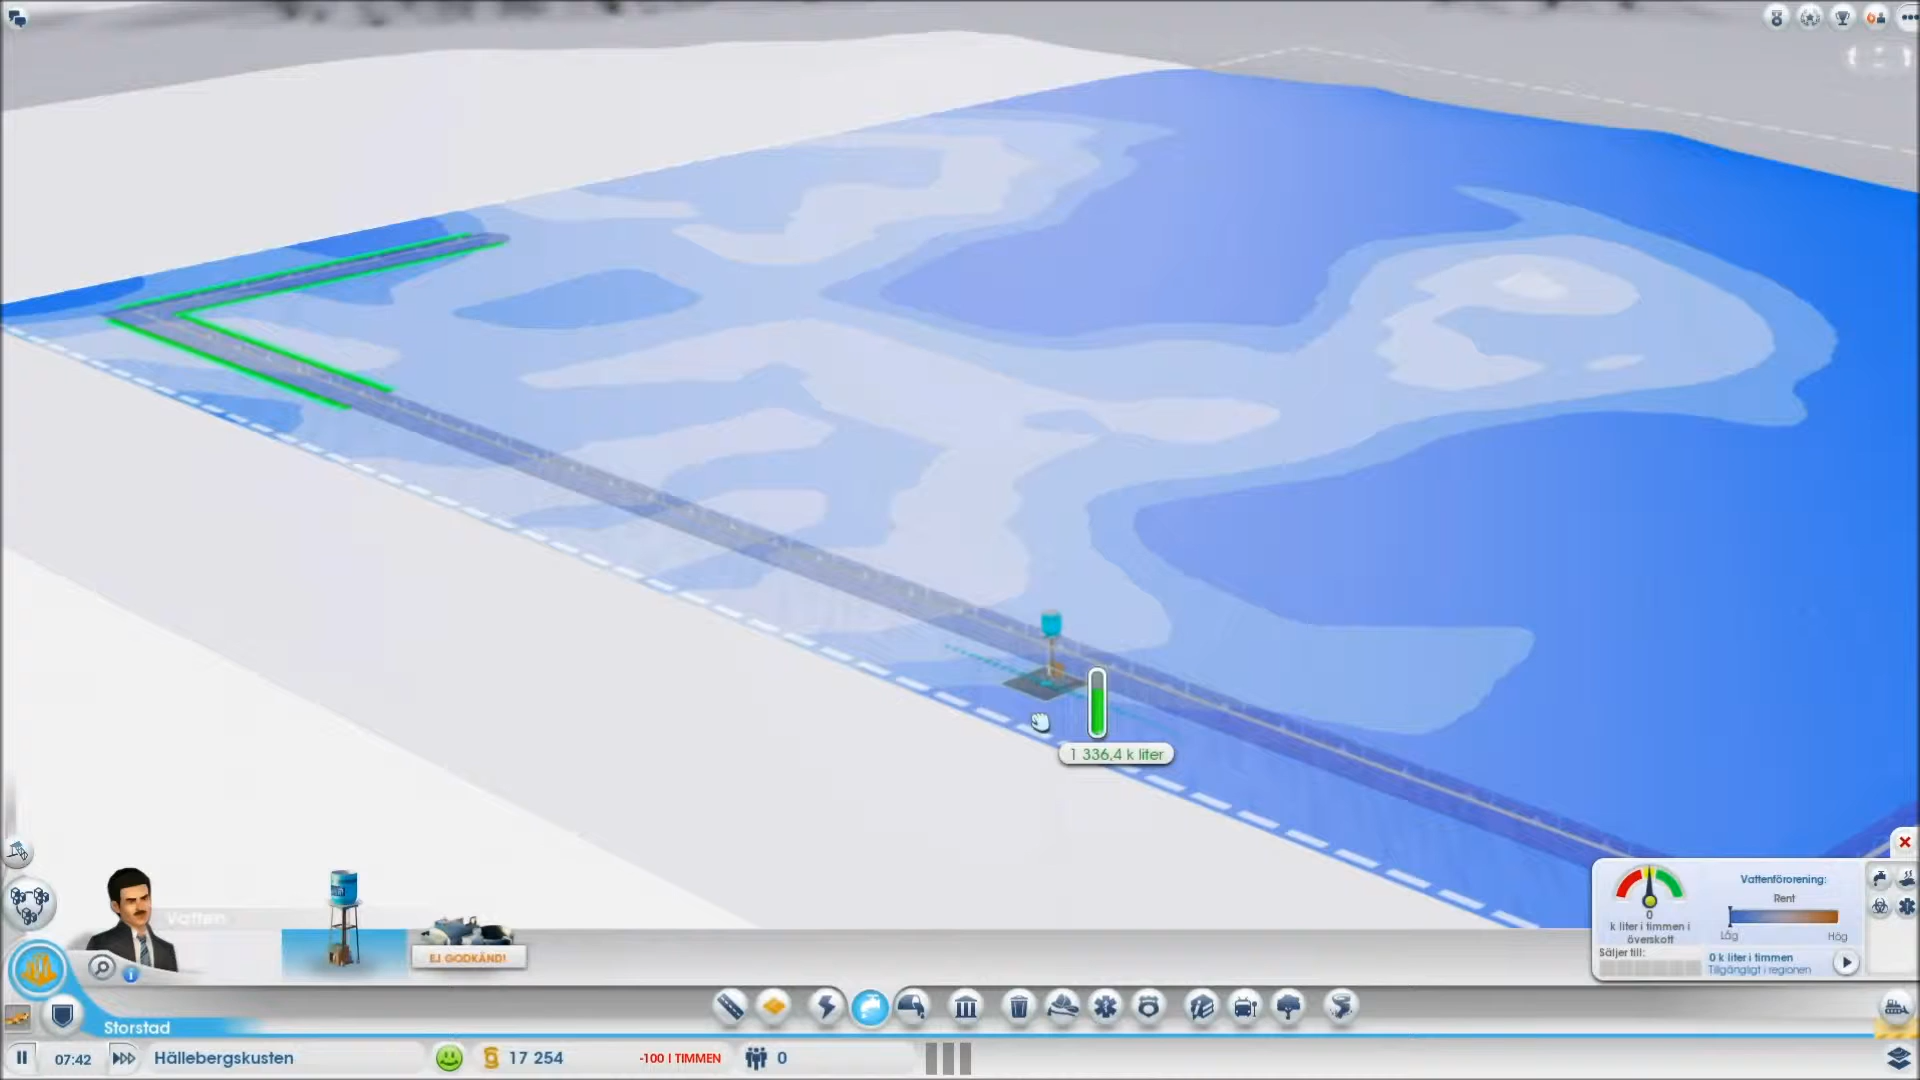 1 336,4 k liter
Vatten
EJ GODKÄND!
Vattenförorening:
Rent
Låg
Hög
0
k liter i timmen i
överskott
Säljer till:
0 k liter i timmen
Tillgängligt i regionen
Storstad
07:42
Hällebergskusten
17 254
-100 I TIMMEN
0